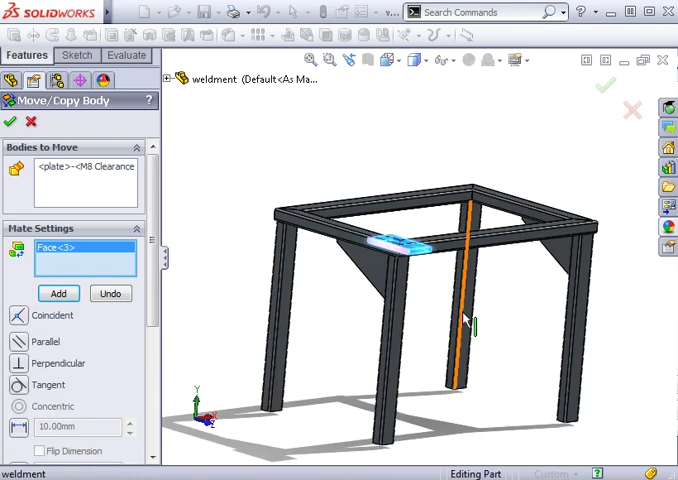 SOLIDWORKS
v...
Search Commands
?
Features
Sketch
Evaluate
weldment (Default<As Ma...
Move/Copy Body
?
Bodies to Move
<plate>-<M8 Clearance
Mate Settings
Face<3>
Add
Undo
Coincident
Parallel
Perpendicular
Tangent
Concentric
10.00mm
Flip Dimension
Y
X
Z
weldment
Editing Part
Custom
?